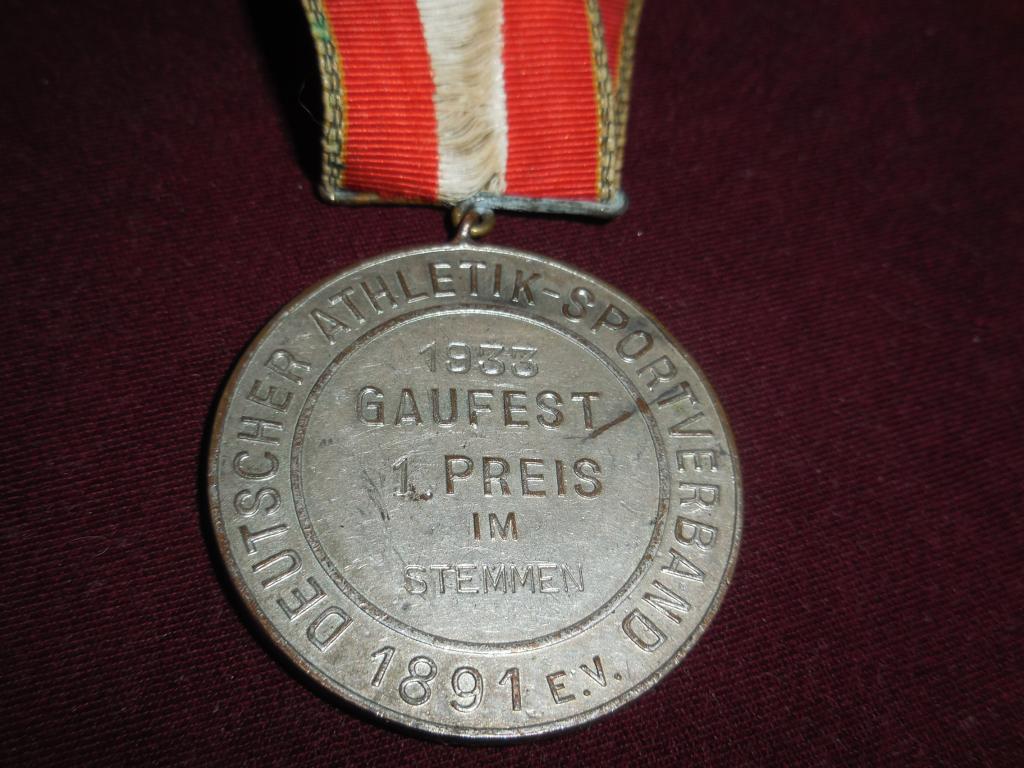 DEUTSCHER ATHLETIK-SPORTVERBAND
1891 E.V.
1933
GAUFEST
1. PREIS
IM
STEMMEN